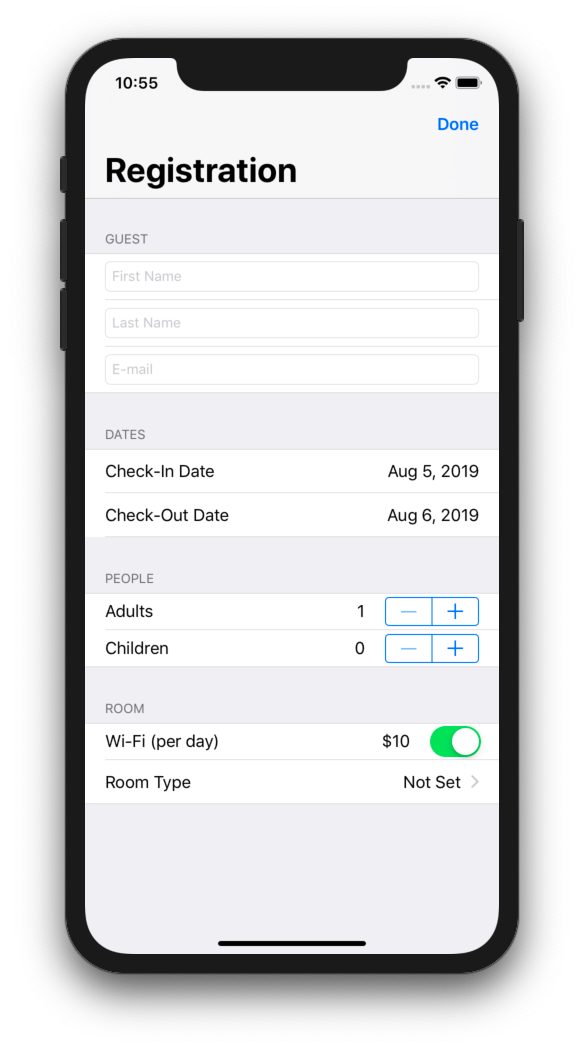 10:55
Done
Registration
GUEST
First Name
Last Name
E-mail
DATES
Check-In Date Aug 5, 2019
Check-Out Date Aug 6, 2019
PEOPLE
Adults 1 — +
Children 0 — +
ROOM
Wi-Fi (per day) $10
Room Type Not Set